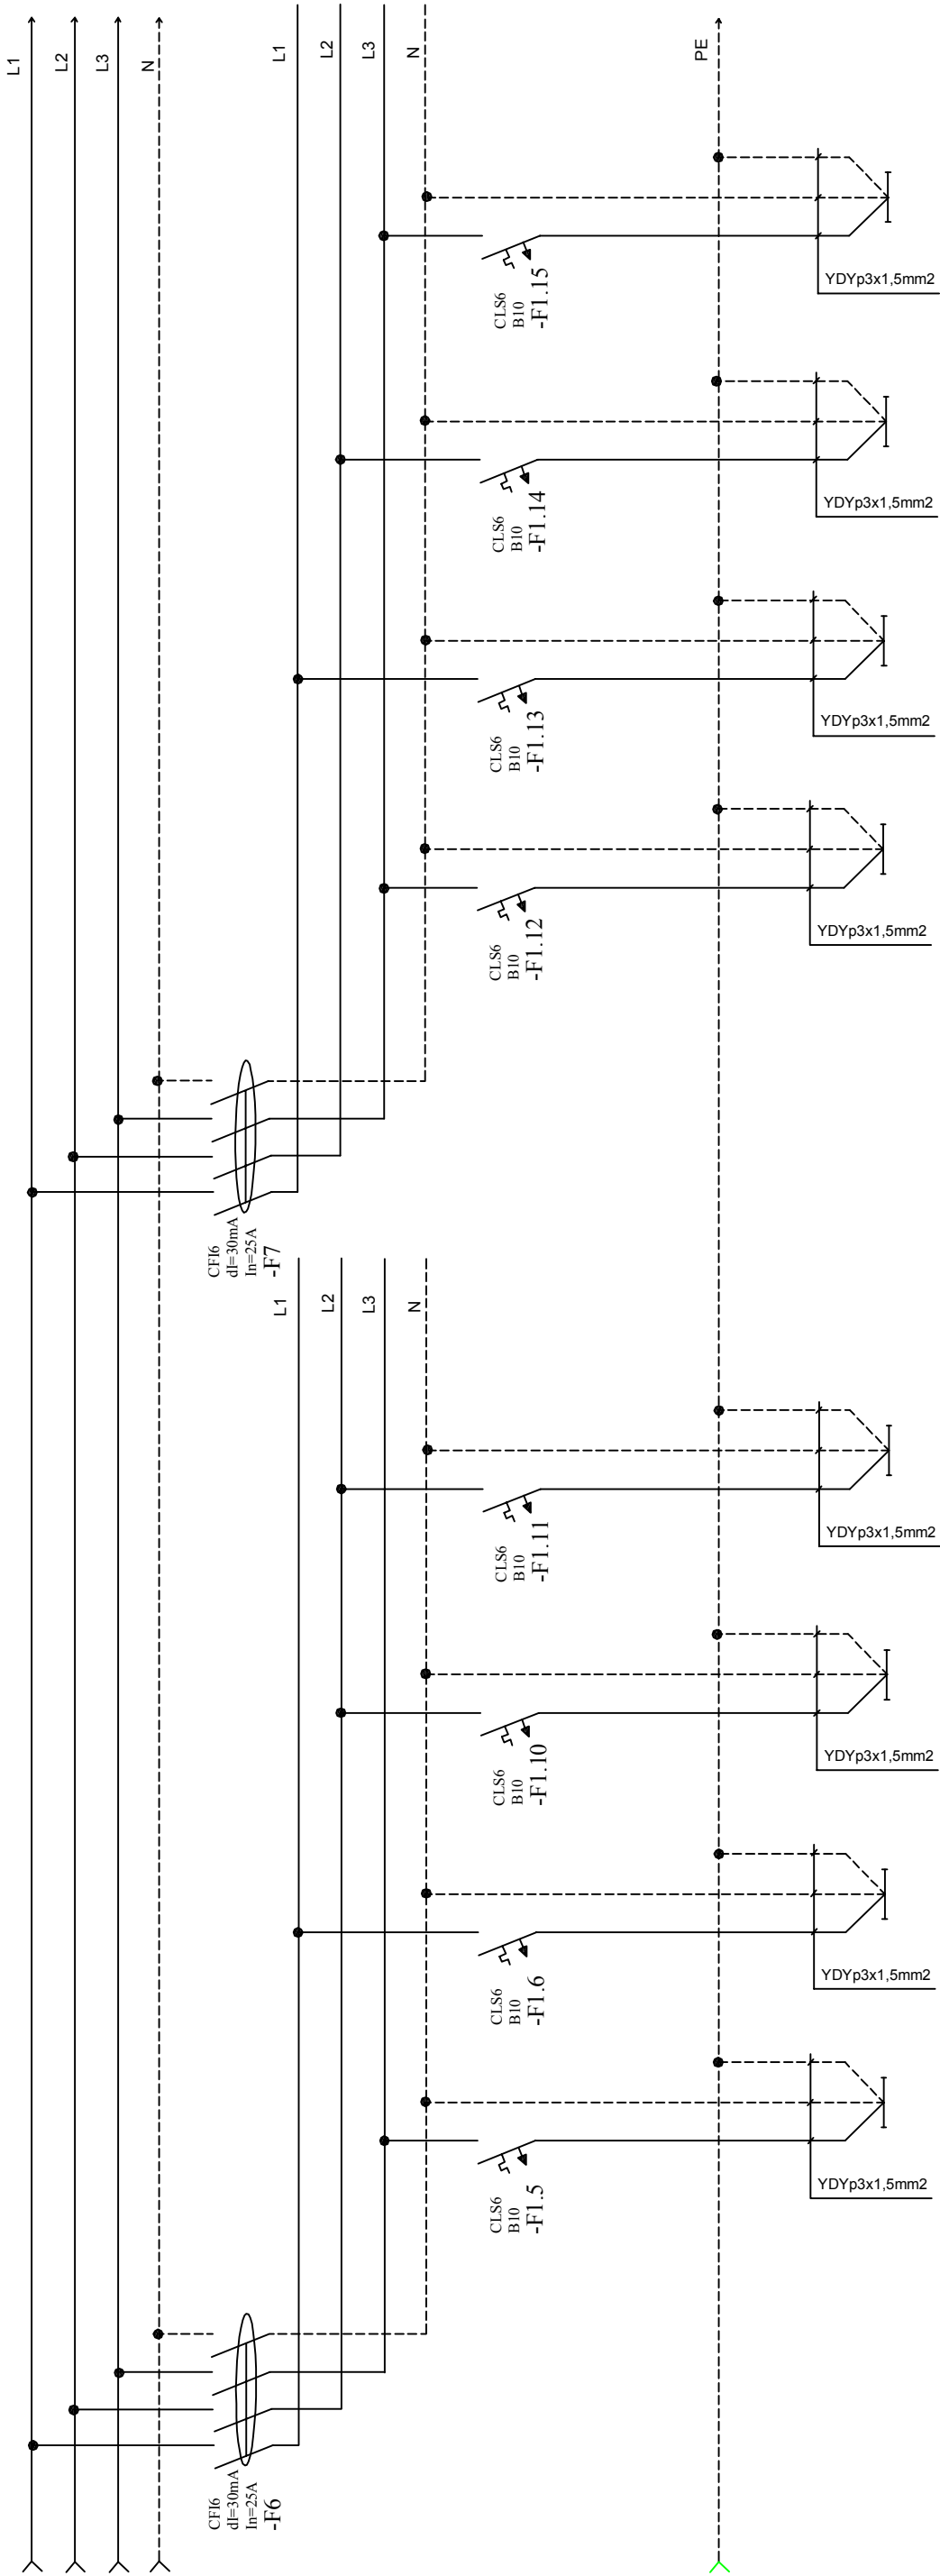 L1
L2
L3
N
L1
L2
L3
N
PE
CLS6
B10
-F1.15
YDYp3x1,5mm2
CLS6
B10
-F1.14
YDYp3x1,5mm2
CLS6
B10
-F1.13
YDYp3x1,5mm2
CLS6
B10
-F1.12
YDYp3x1,5mm2
CFI6
dI=30mA
In=25A
-F7
L1
L2
L3
N
CLS6
B10
-F1.11
YDYp3x1,5mm2
CLS6
B10
-F1.10
YDYp3x1,5mm2
CLS6
B10
-F1.6
YDYp3x1,5mm2
CLS6
B10
-F1.5
YDYp3x1,5mm2
CFI6
dI=30mA
In=25A
-F6